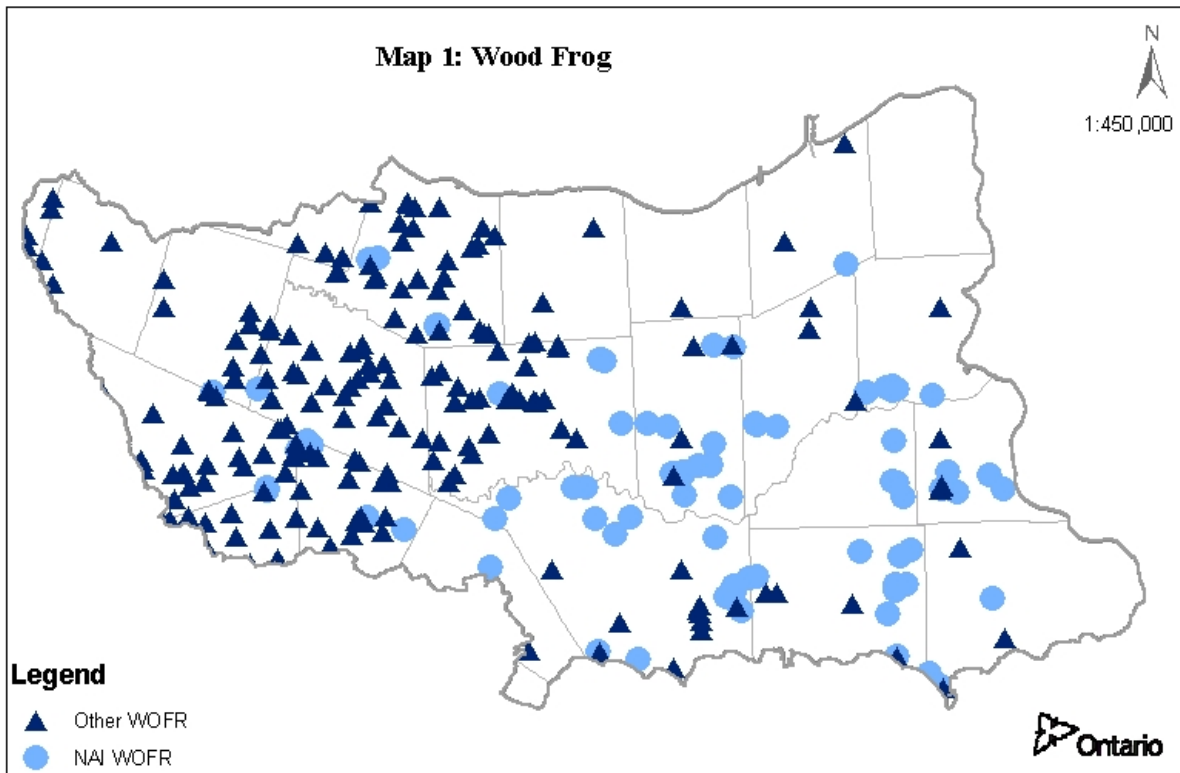 Map 1: Wood Frog
N
1:450,000
Legend
Other WOFR
NAI WOFR
Ontario